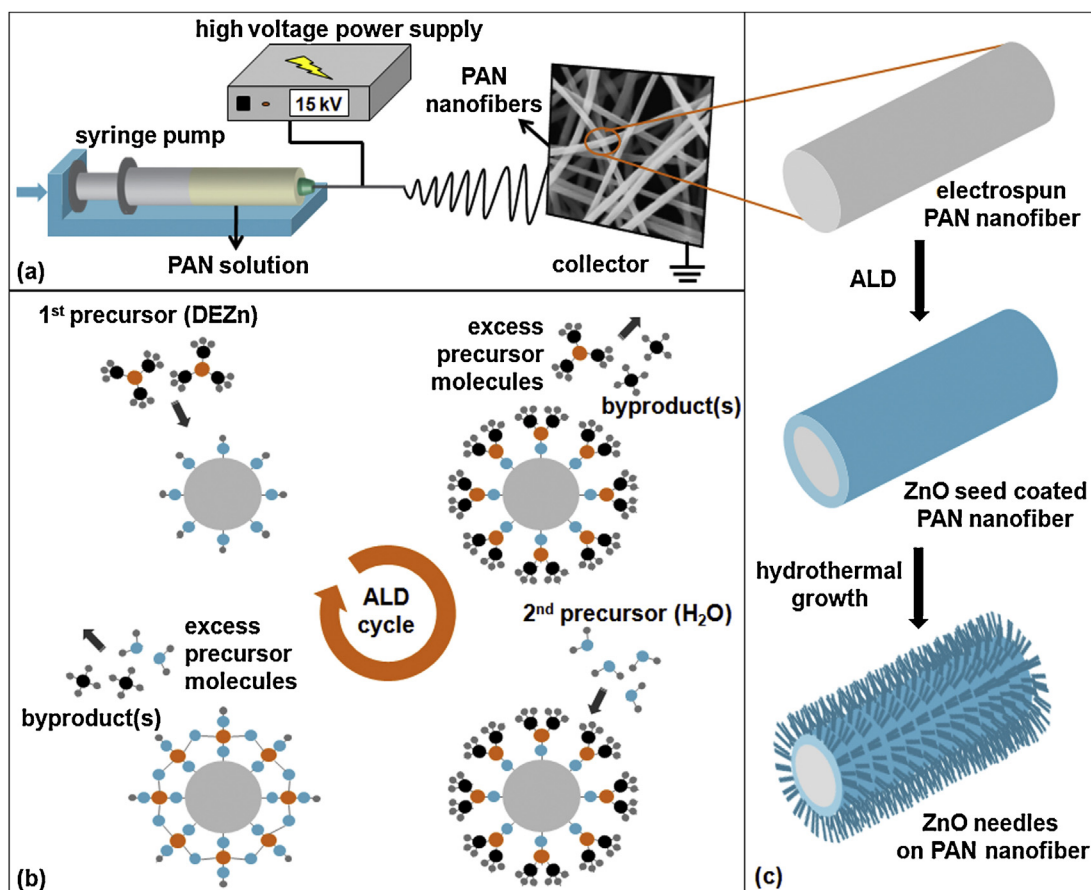 high voltage power supply
15 kV
syringe pump
PAN
nanofibers
PAN solution
collector
(a)
1st precursor (DEZn)
excess
precursor
molecules
byproduct(s)
ALD
cycle
2nd precursor (H₂O)
excess
precursor
molecules
byproduct(s)
(b)
electrospun
PAN nanofiber
ALD
ZnO seed coated
PAN nanofiber
hydrothermal
growth
ZnO needles
on PAN nanofiber
(c)